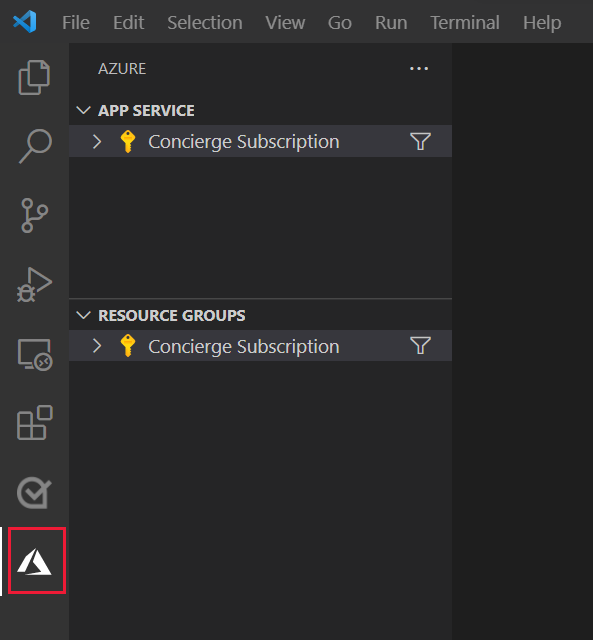 File Edit Selection View Go Run Terminal Help
AZURE
APP SERVICE
Concierge Subscription
RESOURCE GROUPS
Concierge Subscription